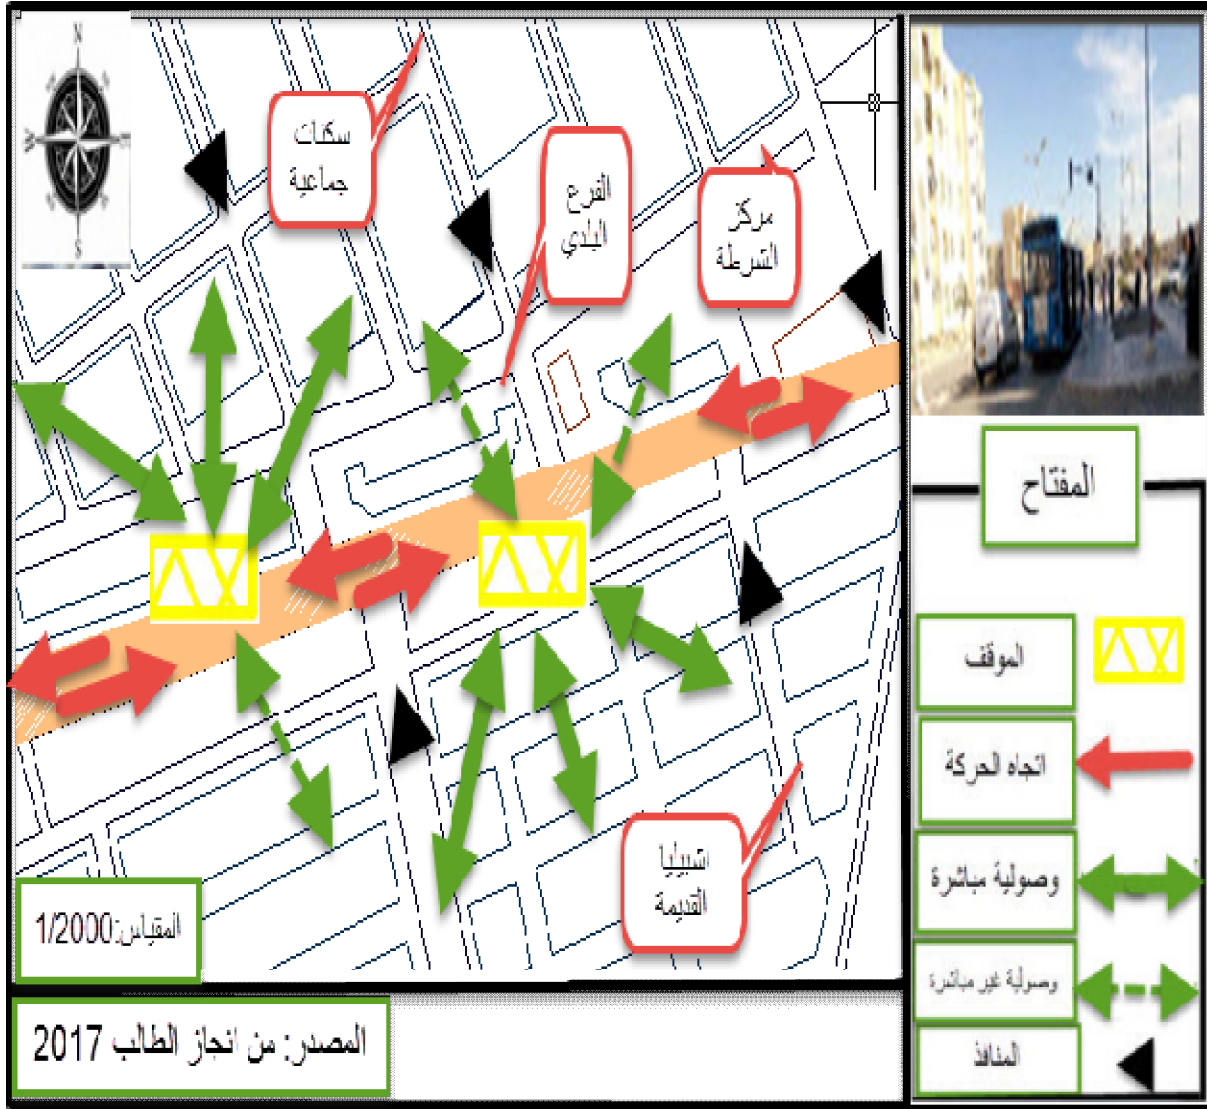 N
S
سكنات
جماعية
الفرع
البلدي
مركز
الشرطة
اشبيليا
القديمة
المقياس:1/2000
المصدر: من انجاز الطالب 2017
المفتاح
الموقف
اتجاه الحركة
وصولية مباشرة
وصولية غير مباشرة
المنافذ